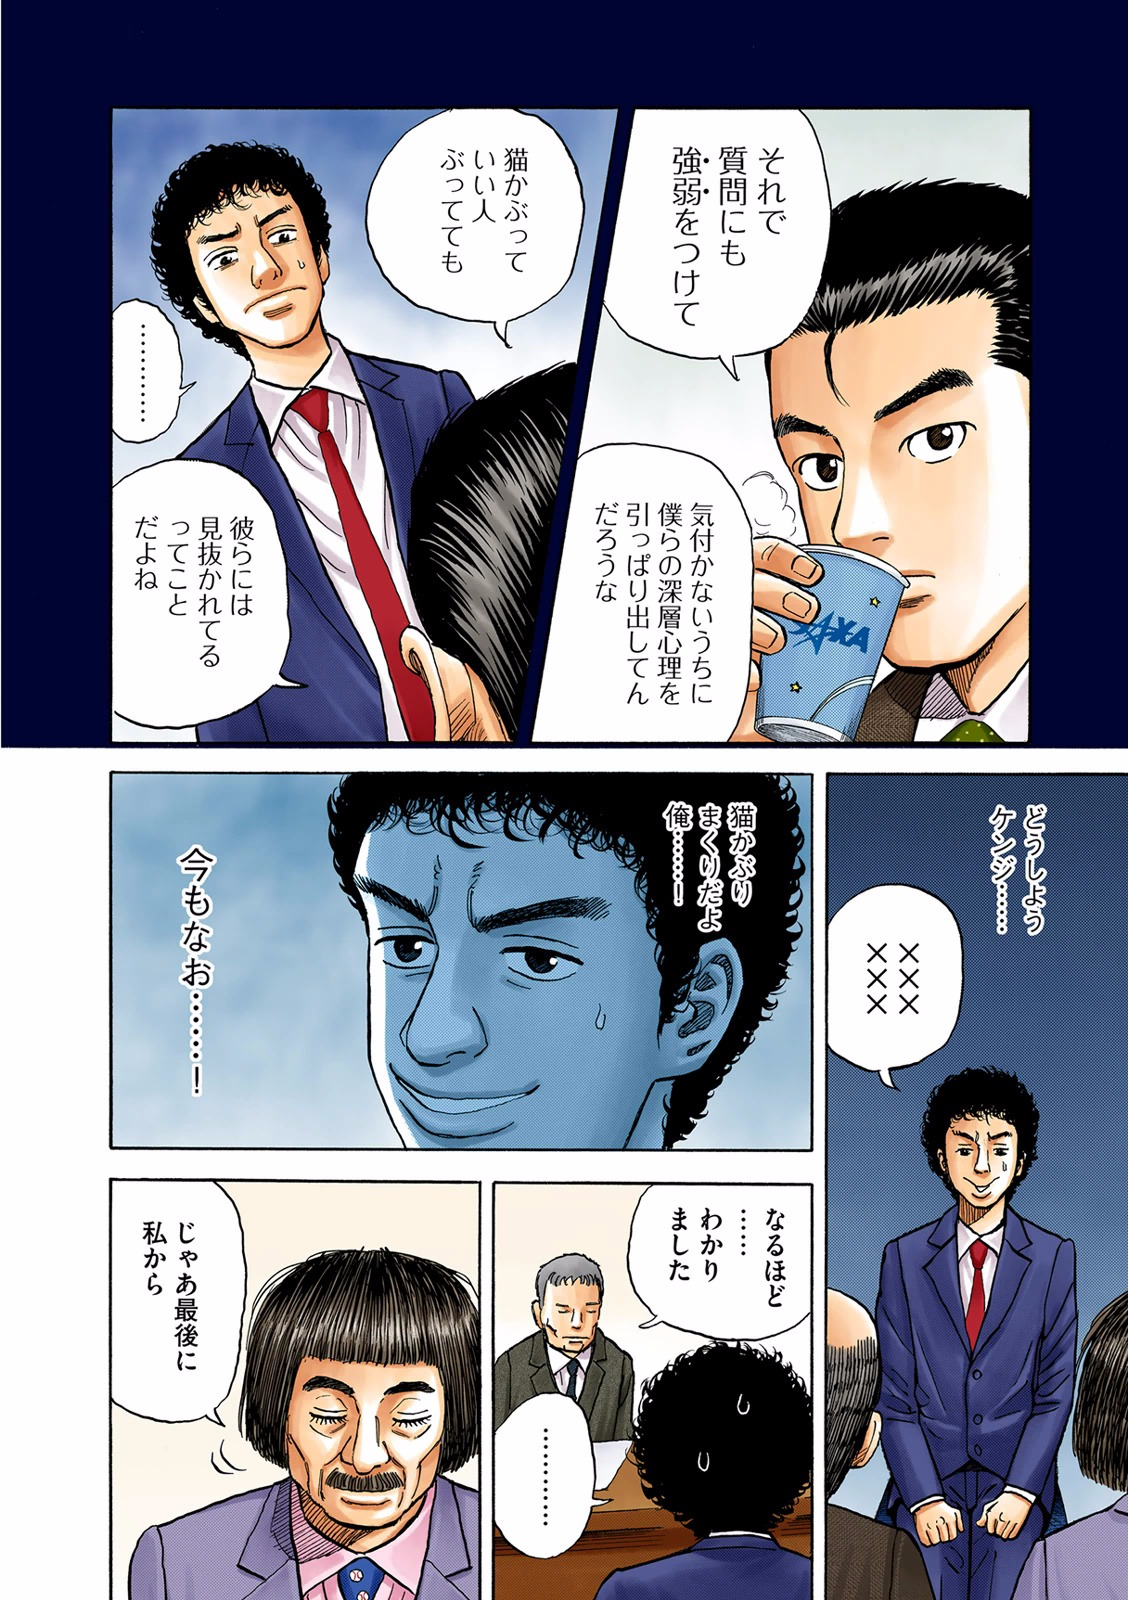 それで
質問にも
強弱をつけて
気付かないうちに
僕らの深層心理を
引っぱり出してん
だろうな
JAXA
猫かぶって
いい人
ぶってても
…………
彼らには
見抜かれてる
ってこと
だよね
どうしよう
ケンジ……
×××
×××
猫かぶり
まくりだよ
俺……！
今もなお……！
なるほど
……
わかり
ました
…………
じゃあ最後に
私から